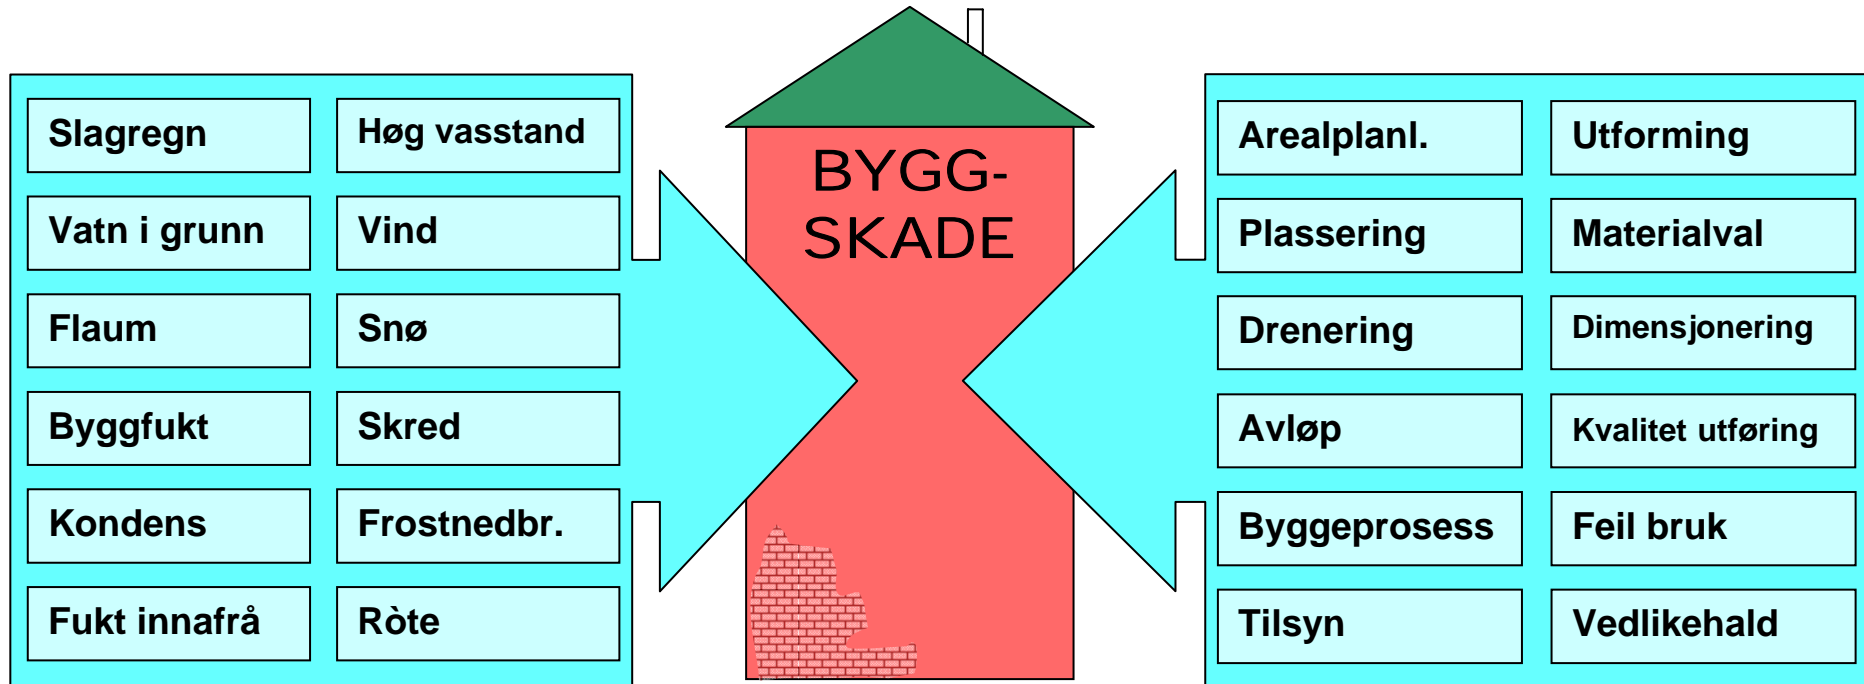 Slagregn
Høg vasstand
Vatn i grunn
Vind
Flaum
Snø
Byggfukt
Skred
Kondens
Frostnedbr.
Fukt innafrå
Ròte
BYGG-
SKADE
Arealplanl.
Utforming
Plassering
Materialval
Drenering
Dimensjonering
Avløp
Kvalitet utføring
Byggeprosess
Feil bruk
Tilsyn
Vedlikehald